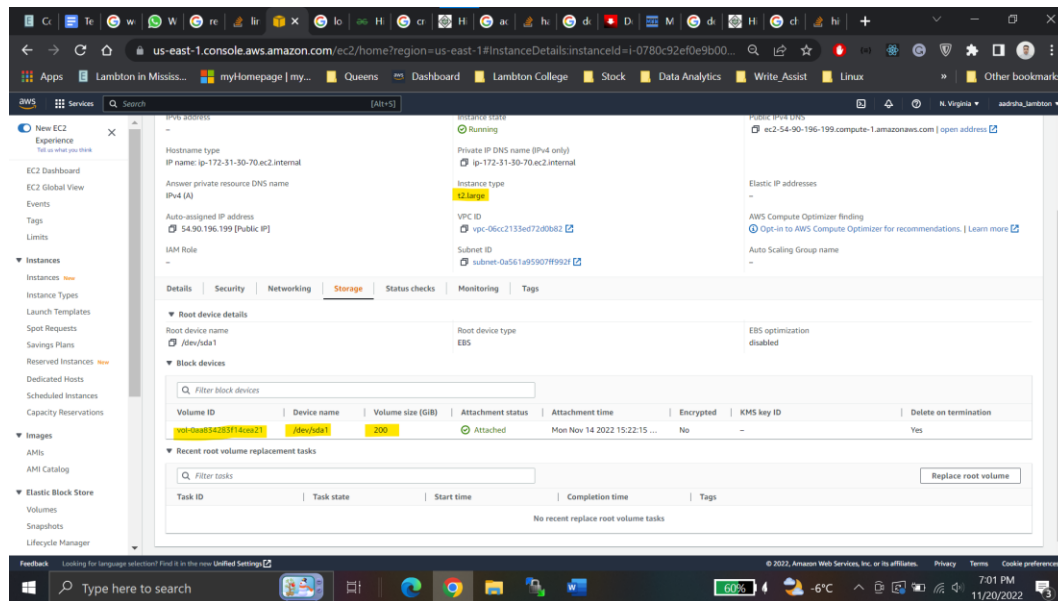 us-east-1.console.aws.amazon.com/ec2/home?region=us-east-1#InstanceDetails:instanceId=i-0780c92ef0e9b00...
Apps Lambton in Mississ... myHomepage | my... Queens Dashboard Lambton College Stock Data Analytics Write_Assist Linux » Other bookmark
aws Services Search [Alt+S] N. Virginia aadrsha_lambton
New EC2 Experience
Tell us what you think
EC2 Dashboard
EC2 Global View
Events
Tags
Limits
Instances
Instances New
Instance Types
Launch Templates
Spot Requests
Savings Plans
Reserved Instances New
Dedicated Hosts
Scheduled Instances
Capacity Reservations
Images
AMIs
AMI Catalog
Elastic Block Store
Volumes
Snapshots
Lifecycle Manager
IPv6 address
–
Instance state
Running
Public IPv4 DNS
ec2-54-90-196-199.compute-1.amazonaws.com | open address
Hostname type
IP name: ip-172-31-30-70.ec2.internal
Private IP DNS name (IPv4 only)
ip-172-31-30-70.ec2.internal
Answer private resource DNS name
IPv4 (A)
Instance type
t2.large
Elastic IP addresses
–
Auto-assigned IP address
54.90.196.199 [Public IP]
VPC ID
vpc-06cc2133ed72d0b82
AWS Compute Optimizer finding
Opt-in to AWS Compute Optimizer for recommendations. | Learn more
IAM Role
–
Subnet ID
subnet-0a561a95907ff992f
Auto Scaling Group name
–
Details Security Networking Storage Status checks Monitoring Tags
Root device details
Root device name
/dev/sda1
Root device type
EBS
EBS optimization
disabled
Block devices
Filter block devices
Volume ID Device name Volume size (GiB) Attachment status Attachment time Encrypted KMS key ID Delete on termination
vol-0aa834283f14cea21 /dev/sda1 200 Attached Mon Nov 14 2022 15:22:15 ... No – Yes
Recent root volume replacement tasks
Filter tasks
Replace root volume
Task ID Task state Start time Completion time Tags
No recent replace root volume tasks
Feedback Looking for language selection? Find it in the new Unified Settings © 2022, Amazon Web Services, Inc. or its affiliates. Privacy Terms Cookie preferences
Type here to search 60% -6°C 7:01 PM
11/20/2022